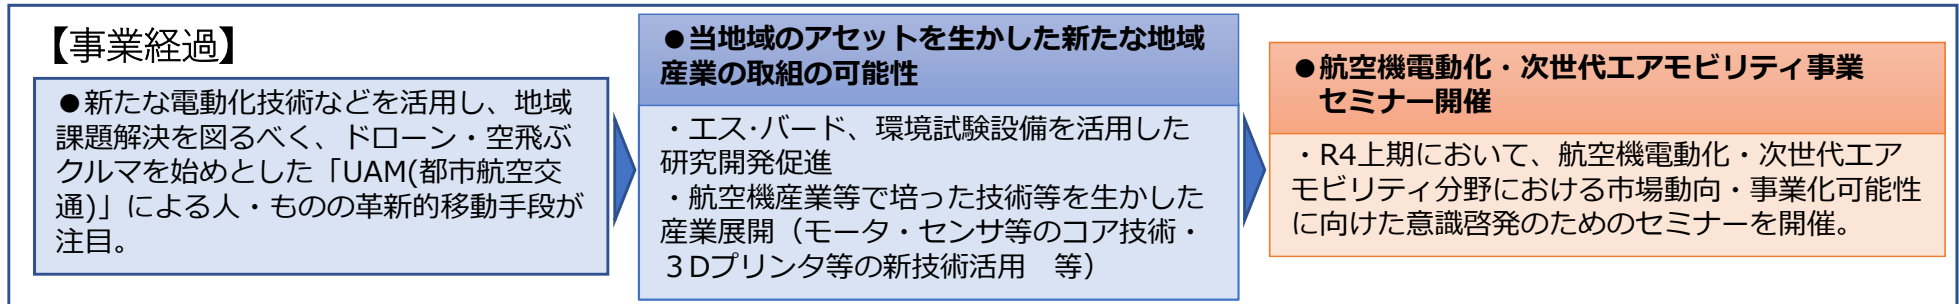 【事業経過】
●新たな電動化技術などを活用し、地域
課題解決を図るべく、ドローン・空飛ぶ
クルマを始めとした「UAM(都市航空交
通)」による人・ものの革新的移動手段が
注目。
●当地域のアセットを生かした新たな地域
産業の取組の可能性
・エス･バード、環境試験設備を活用した
研究開発促進
・航空機産業等で培った技術等を生かした
産業展開（モータ・センサ等のコア技術・
３Dプリンタ等の新技術活用　等）
●航空機電動化・次世代エアモビリティ事業
セミナー開催
・R4上期において、航空機電動化・次世代エア
モビリティ分野における市場動向・事業化可能性
に向けた意識啓発のためのセミナーを開催。